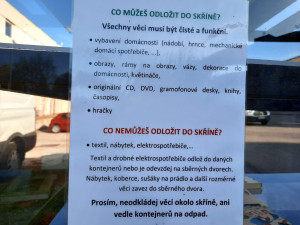 CO MŮŽEŠ ODLOŽIT DO SKŘÍNĚ?
Všechny věci musí být čisté a funkční.
• vybavení domácnosti (nádobí, hrnce, mechanické
domácí spotřebiče, ...),
• obrazy, rámy na obrazy, vázy, dekorace do
domácnosti, květináče,
• originální CD, DVD, gramofonové desky, knihy,
časopisy,
• hračky
CO NEMŮŽEŠ ODLOŽIT DO SKŘÍNĚ?
• textil, nábytek, elektrospotřebiče,...
Textil a drobné elektrospotřebiče odlož do daných
kontejnerů nebo je odevzdej na sběrných dvorech.
Nábytek, koberce, sušáky na prádlo a další rozměrné
věci zavez do sběrného dvora.
Prosím, neodkládej věci okolo skříně, ani
vedle kontejnerů na odpad.